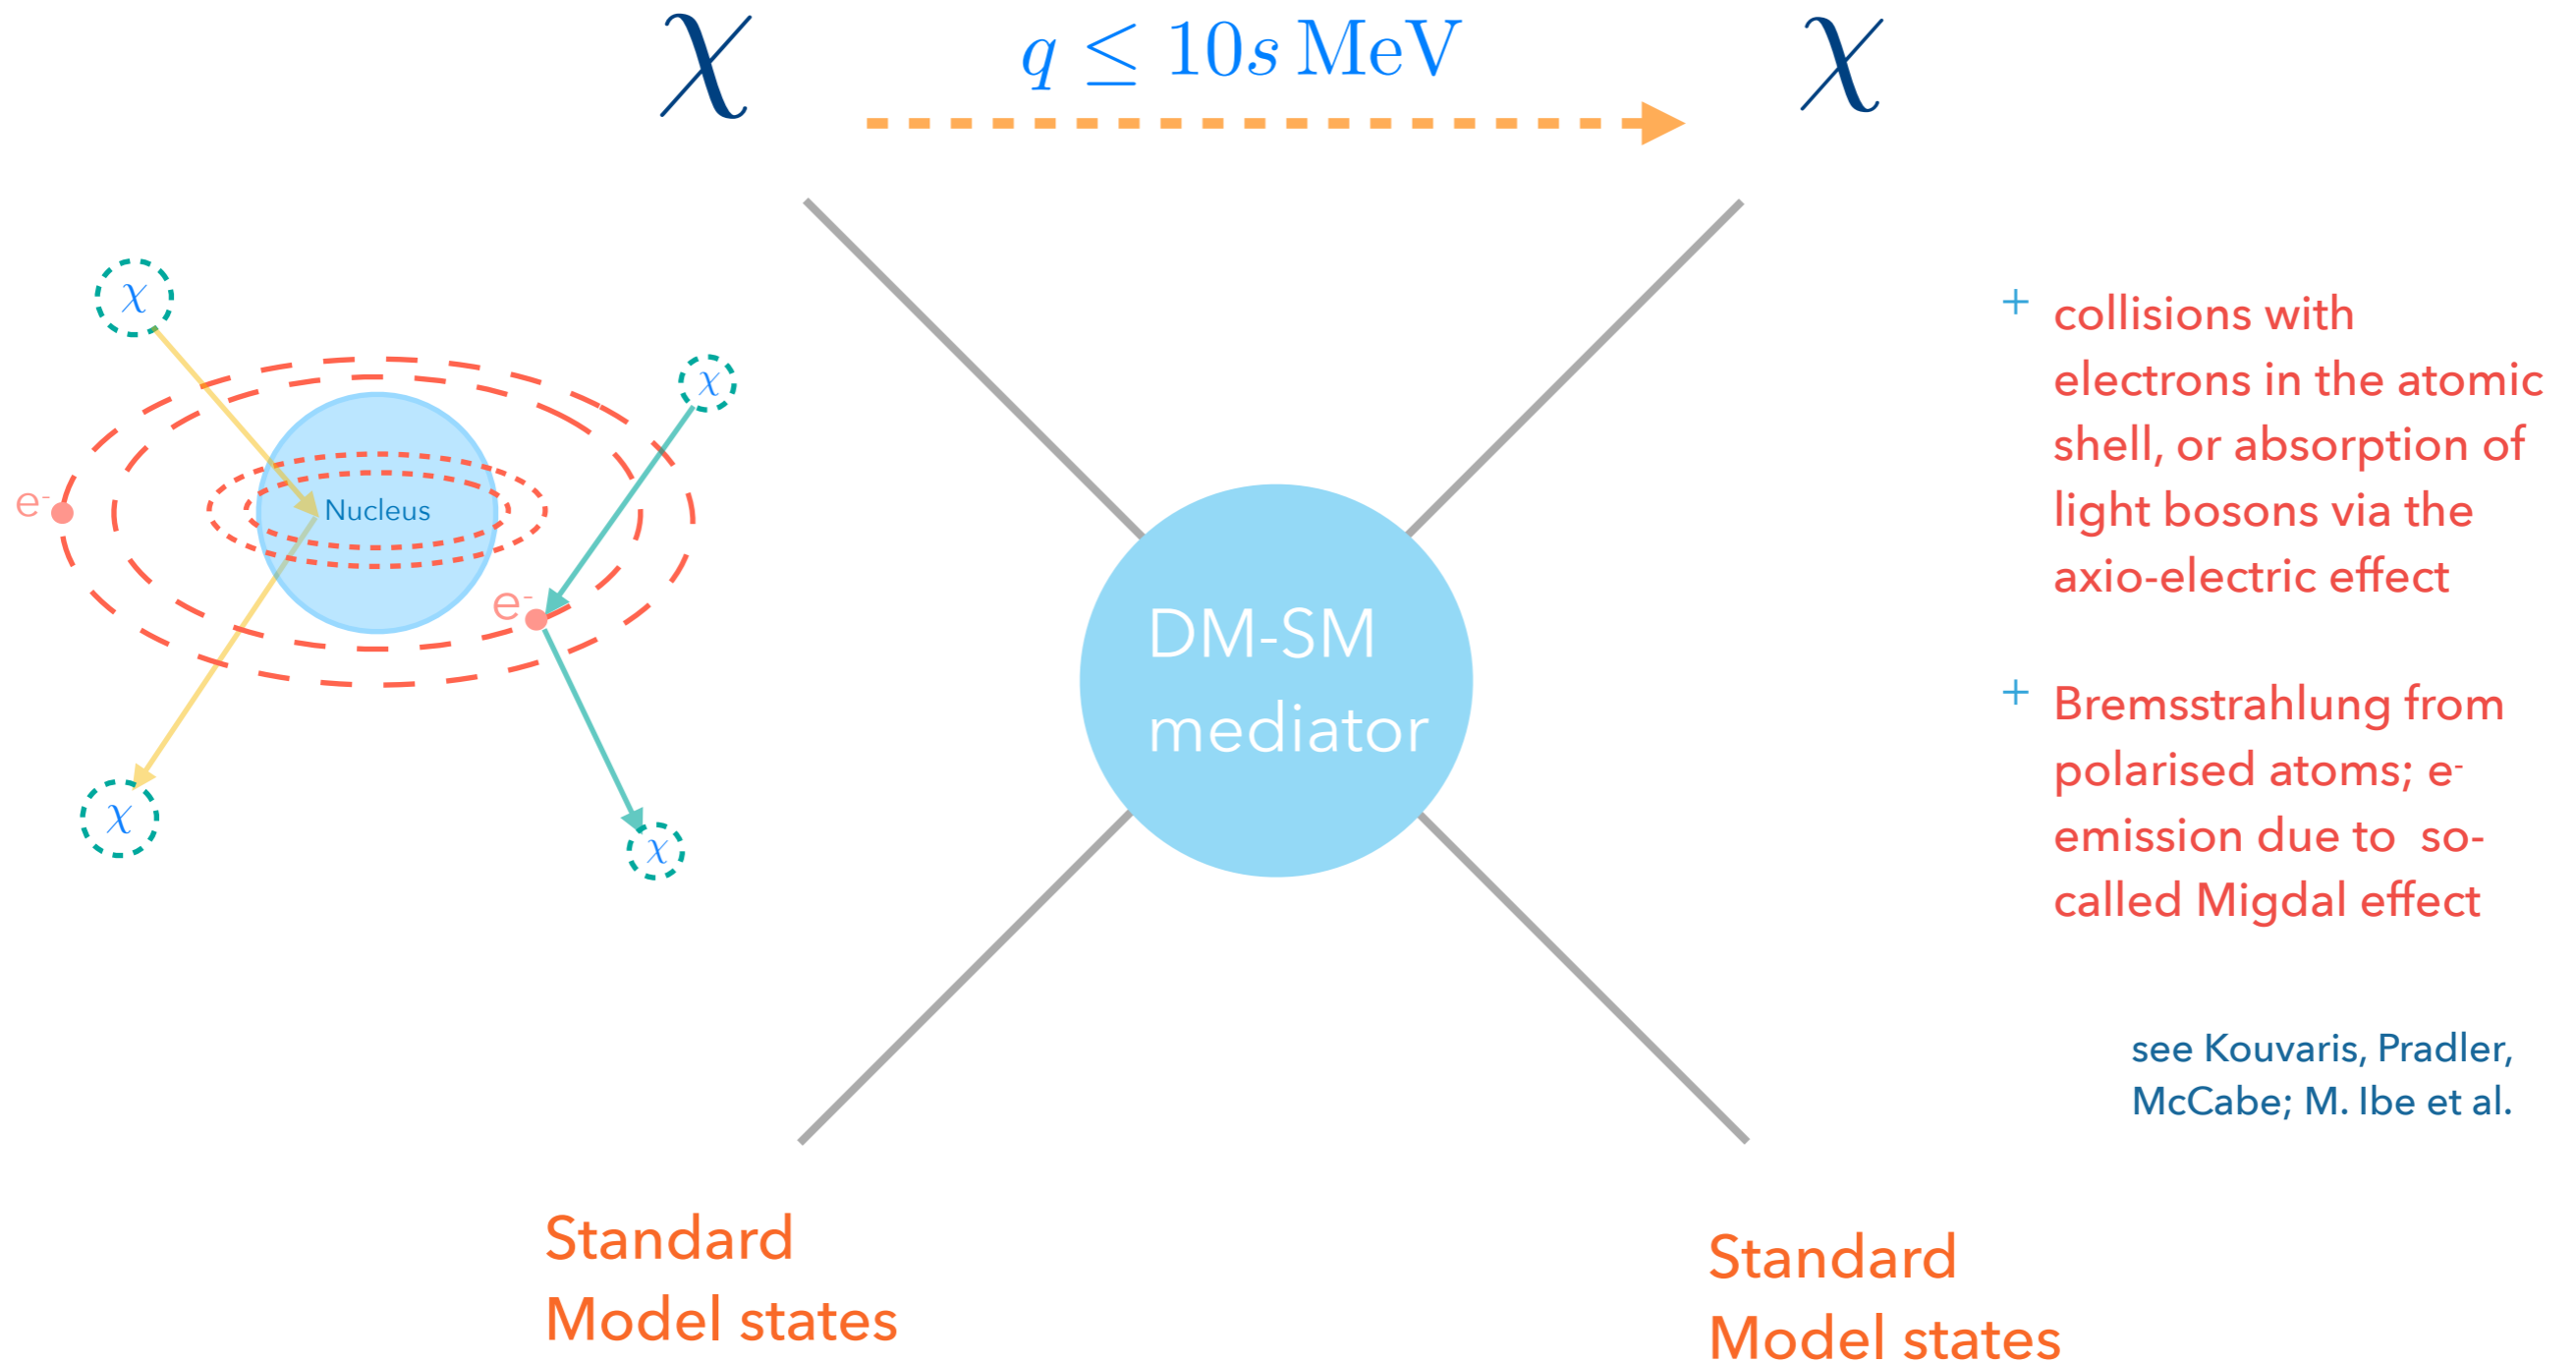 χ
q ≤ 10s MeV
χ
χ
χ
e-
Nucleus
e-
χ
χ
DM-SM
mediator
+ collisions with
electrons in the atomic
shell, or absorption of
light bosons via the
axio-electric effect
+ Bremsstrahlung from
polarised atoms; e-
emission due to so-
called Migdal effect
see Kouvaris, Pradler,
McCabe; M. Ibe et al.
Standard
Model states
Standard
Model states